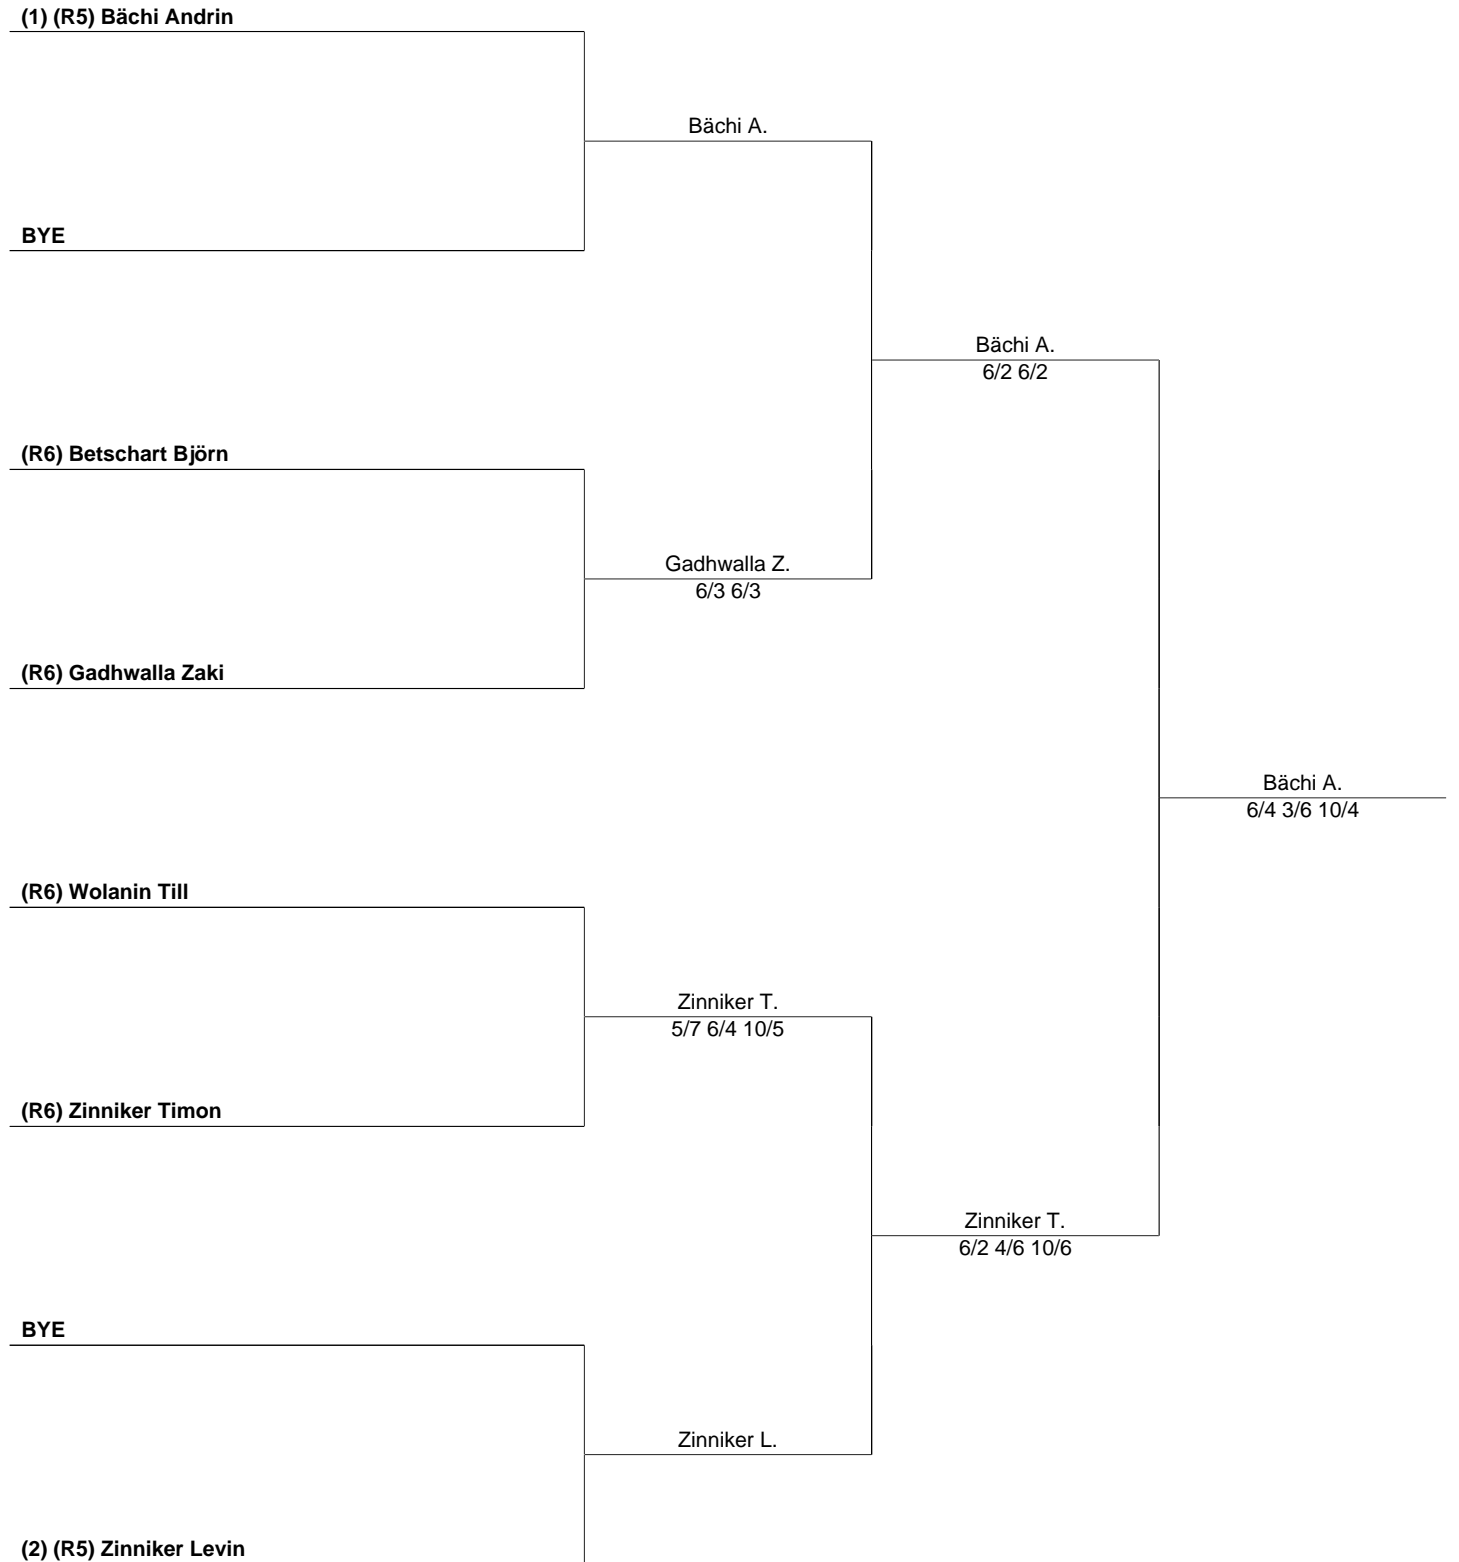 (1) (R5) Bächi Andrin
Bächi A.
BYE
Bächi A.
6/2 6/2
(R6) Betschart Björn
Gadhwalla Z.
6/3 6/3
(R6) Gadhwalla Zaki
Bächi A.
6/4 3/6 10/4
(R6) Wolanin Till
Zinniker T.
5/7 6/4 10/5
(R6) Zinniker Timon
Zinniker T.
6/2 4/6 10/6
BYE
Zinniker L.
(2) (R5) Zinniker Levin